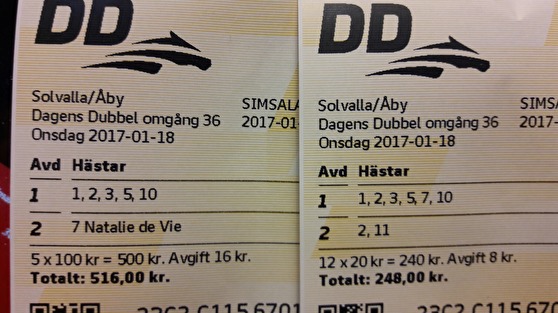 DD
Solvalla/Åby
SIMSALA
Dagens Dubbel omgång 36
2017-01
Onsdag 2017-01-18
Avd Hästar
1 1, 2, 3, 5, 10
2 7 Natalie de Vie
5 x 100 kr = 500 kr. Avgift 16 kr.
Totalt: 516,00 kr.
DD
Solvalla/Åby
SIMS
Dagens Dubbel omgång 36
2017-
Onsdag 2017-01-18
Avd Hästar
1 1, 2, 3, 5, 7, 10
2 2, 11
12 x 20 kr = 240 kr. Avgift 8 kr.
Totalt: 248,00 kr.